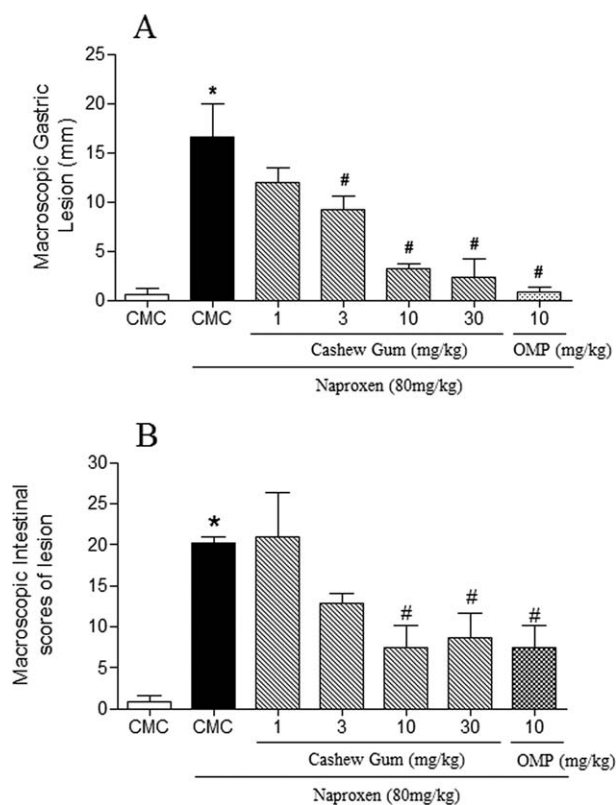 A
Macroscopic Gastric
Lesion (mm)
25
20
15
10
5
0
*
#
#
#
#
CMC CMC 1 3 10 30 10
Cashew Gum (mg/kg) OMP (mg/kg)
Naproxen (80mg/kg)
B
Macroscopic Intestinal
scores of lesion
30
25
20
15
10
5
0
*
#
#
#
CMC CMC 1 3 10 30 10
Cashew Gum (mg/kg) OMP (mg/kg)
Naproxen (80mg/kg)